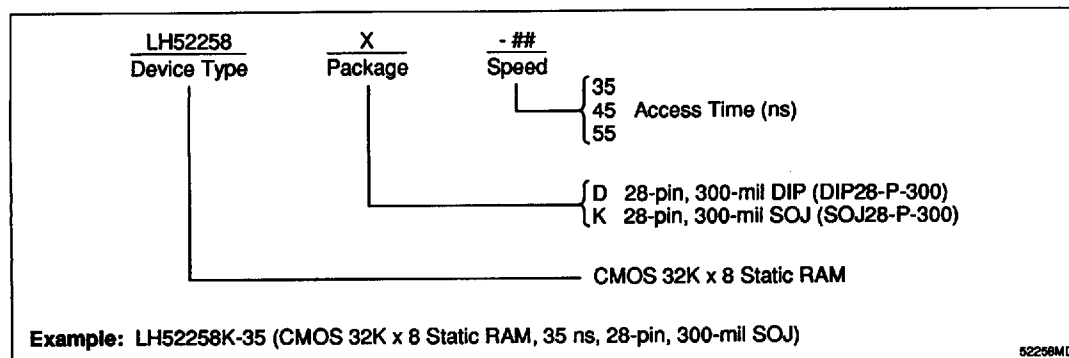 LH52258 X - ##
Device Type Package Speed
35
45 Access Time (ns)
55
D 28-pin, 300-mil DIP (DIP28-P-300)
K 28-pin, 300-mil SOJ (SOJ28-P-300)
CMOS 32K x 8 Static RAM
Example: LH52258K-35 (CMOS 32K x 8 Static RAM, 35 ns, 28-pin, 300-mil SOJ)
52258MD